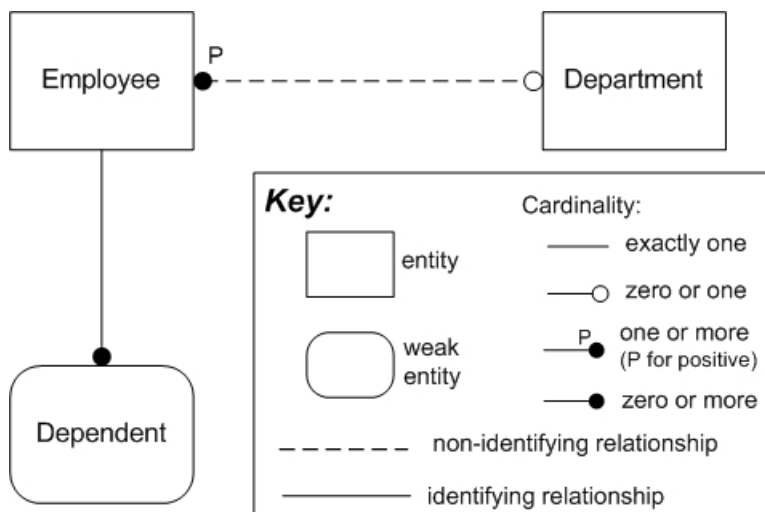 P
Employee
Department
Key:
Cardinality:
exactly one
entity
zero or one
P
one or more
(P for positive)
weak
entity
zero or more
Dependent
non-identifying relationship
identifying relationship